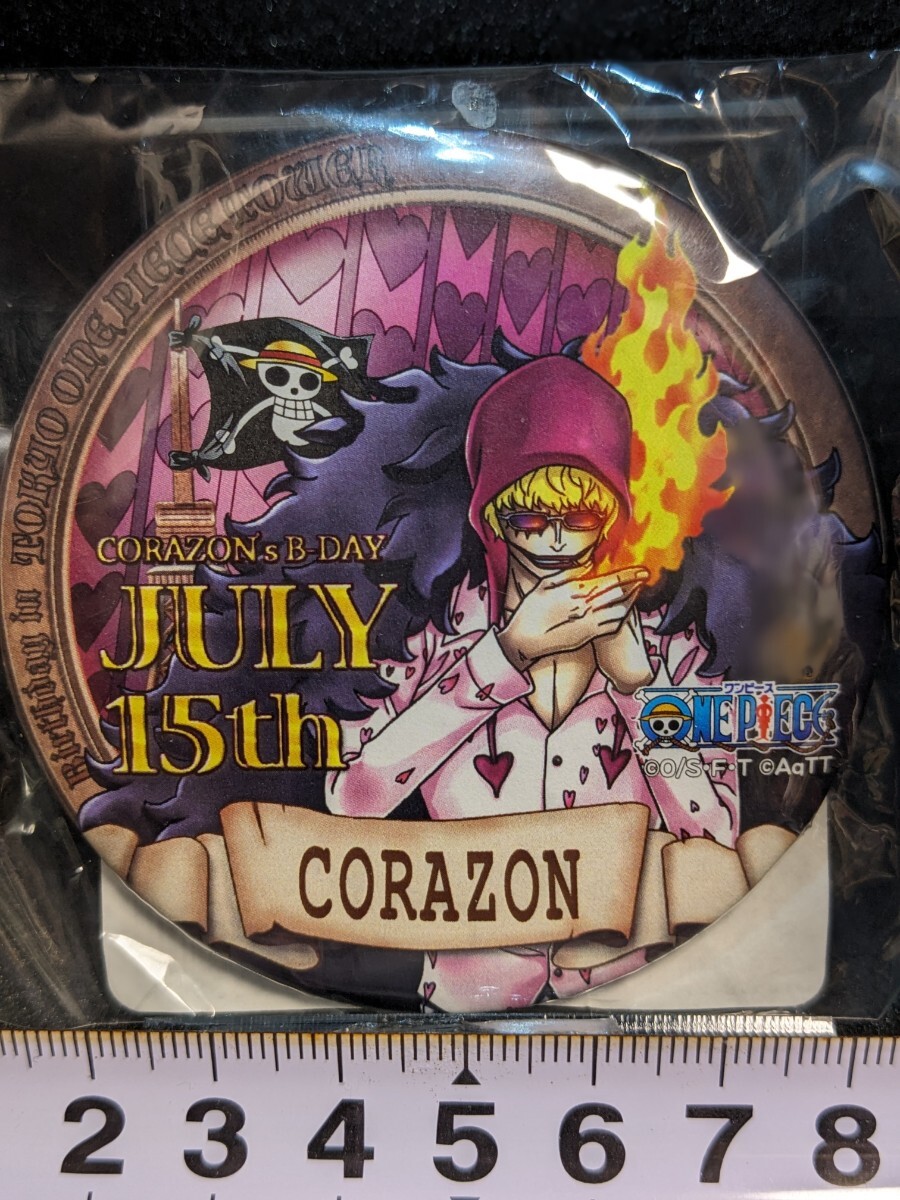 Birthday in TOKYO ONE PIECE TOWER
CORAZON's B-DAY
JULY
15th
ワンピース
ONE PIECE
©O/S・F・T ©AqTT
CORAZON
2 3 4 5 6 7 8